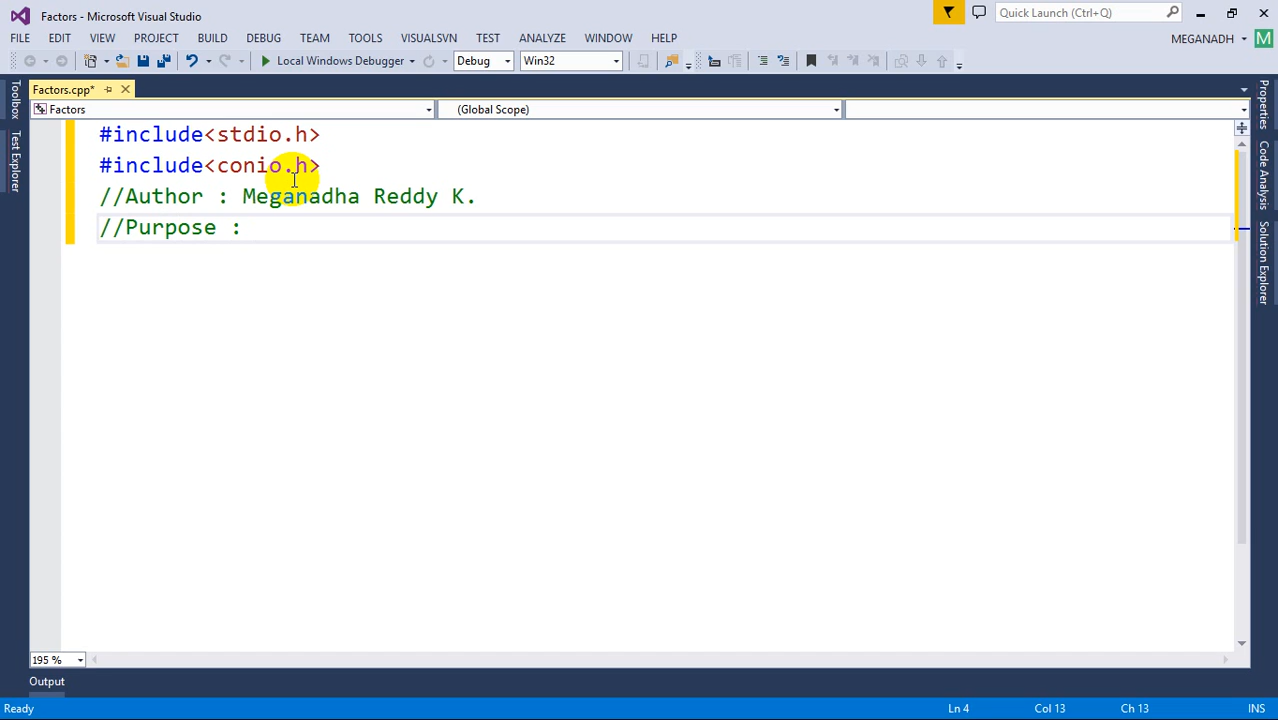 Factors - Microsoft Visual Studio
Quick Launch (Ctrl+Q)
FILE EDIT VIEW PROJECT BUILD DEBUG TEAM TOOLS VISUALSVN TEST ANALYZE WINDOW HELP
MEGANADH M
Local Windows Debugger Debug Win32
Factors.cpp*
Factors (Global Scope)
Toolbox
Test Explorer
#include<stdio.h>
#include<conio.h>
//Author : Meganadha Reddy K.
//Purpose :
Properties
Code Analysis
Solution Explorer
195 %
Output
Ready Ln 4 Col 13 Ch 13 INS